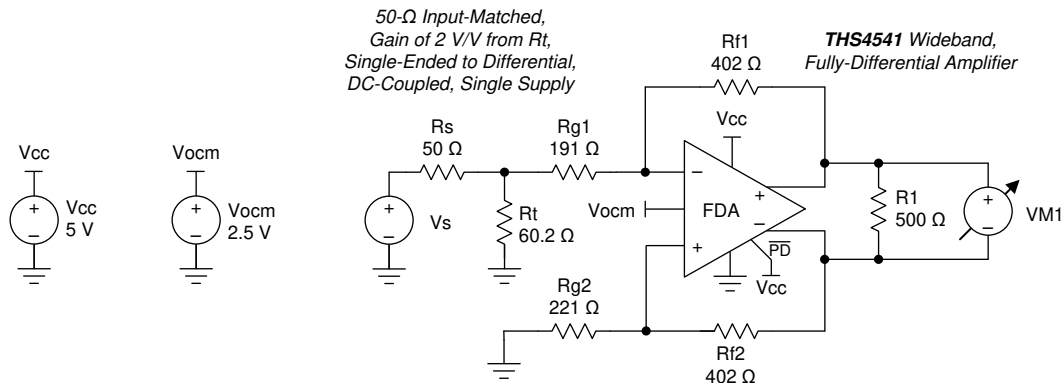 50-Ω Input-Matched,
Gain of 2 V/V from Rt,
Single-Ended to Differential,
DC-Coupled, Single Supply
THS4541 Wideband,
Fully-Differential Amplifier
Rf1
402 Ω
Vcc
Rs
50 Ω
Rg1
191 Ω
Vcc
+
−
Vcc
5 V
Vocm
+
−
Vocm
2.5 V
+
−
Vs
Rt
60.2 Ω
Vocm
−
+
FDA
+
−
PD
Vcc
R1
500 Ω
+
−
VM1
Rg2
221 Ω
Rf2
402 Ω